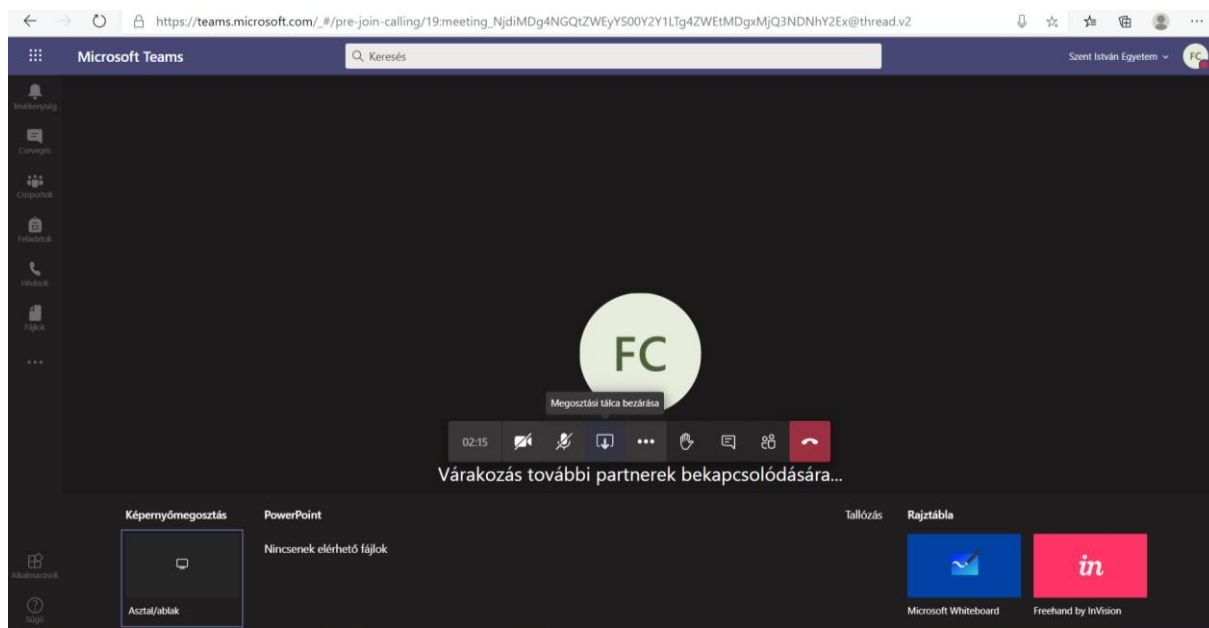 https://teams.microsoft.com/_#/pre-join-calling/19:meeting_NjdiMDg4NGQtZWEyYS00Y2Y1LTg4ZWEtMDgxMjQ3NDNhY2Ex@thread.v2
Microsoft Teams
Keresés
Szent István Egyetem
FC
Tevékenység
Csevegés
Csoportok
Feladatok
Hívások
Fájlok
FC
Megosztási tálca bezárása
02:15
Várakozás további partnerek bekapcsolódására...
Képernyőmegosztás
PowerPoint
Tallózás
Rajztábla
Nincsenek elérhető fájlok
in
Asztal/ablak
Microsoft Whiteboard
Freehand by InVision
Alkalmazások
Súgó